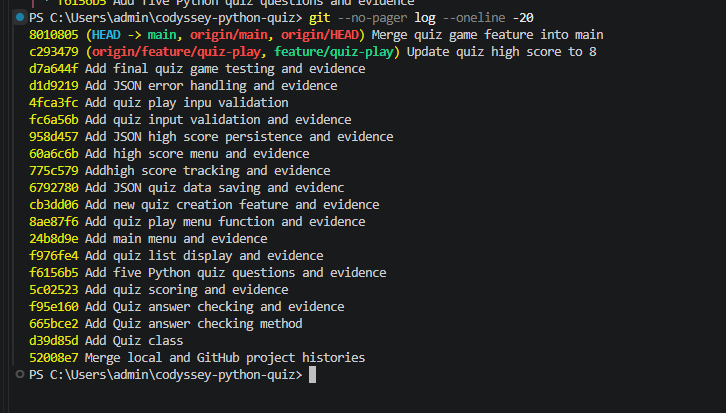 * f6156b5 Add five Python quiz questions and evidence
PS C:\Users\admin\codyssey-python-quiz> git --no-pager log --oneline -20
8010805 (HEAD -> main, origin/main, origin/HEAD) Merge quiz game feature into main
c293479 (origin/feature/quiz-play, feature/quiz-play) Update quiz high score to 8
d7a644f Add final quiz game testing and evidence
d1d9219 Add JSON error handling and evidence
4fca3fc Add quiz play inpu validation
fc6a56b Add quiz input validation and evidence
958d457 Add JSON high score persistence and evidence
60a6c6b Add high score menu and evidence
775c579 Addhigh score tracking and evidence
6792780 Add JSON quiz data saving and evidenc
cb3dd06 Add new quiz creation feature and evidence
8ae87f6 Add quiz play menu function and evidence
24b8d9e Add main menu and evidence
f976fe4 Add quiz list display and evidence
f6156b5 Add five Python quiz questions and evidence
5c02523 Add quiz scoring and evidence
f95e160 Add Quiz answer checking and evidence
665bce2 Add Quiz answer checking method
d39d85d Add Quiz class
52008e7 Merge local and GitHub project histories
PS C:\Users\admin\codyssey-python-quiz>